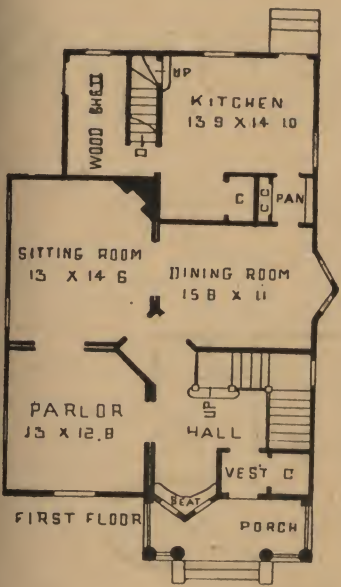 UP
KITCHEN
13 9 X 14 10
WOOD SHED
D
C
C C
PAN
SITTING ROOM
13 X 14 6
DINING ROOM
15 8 X 11
PARLOR
13 X 12.8
UP
HALL
VEST
C
SEAT
FIRST FLOOR
PORCH